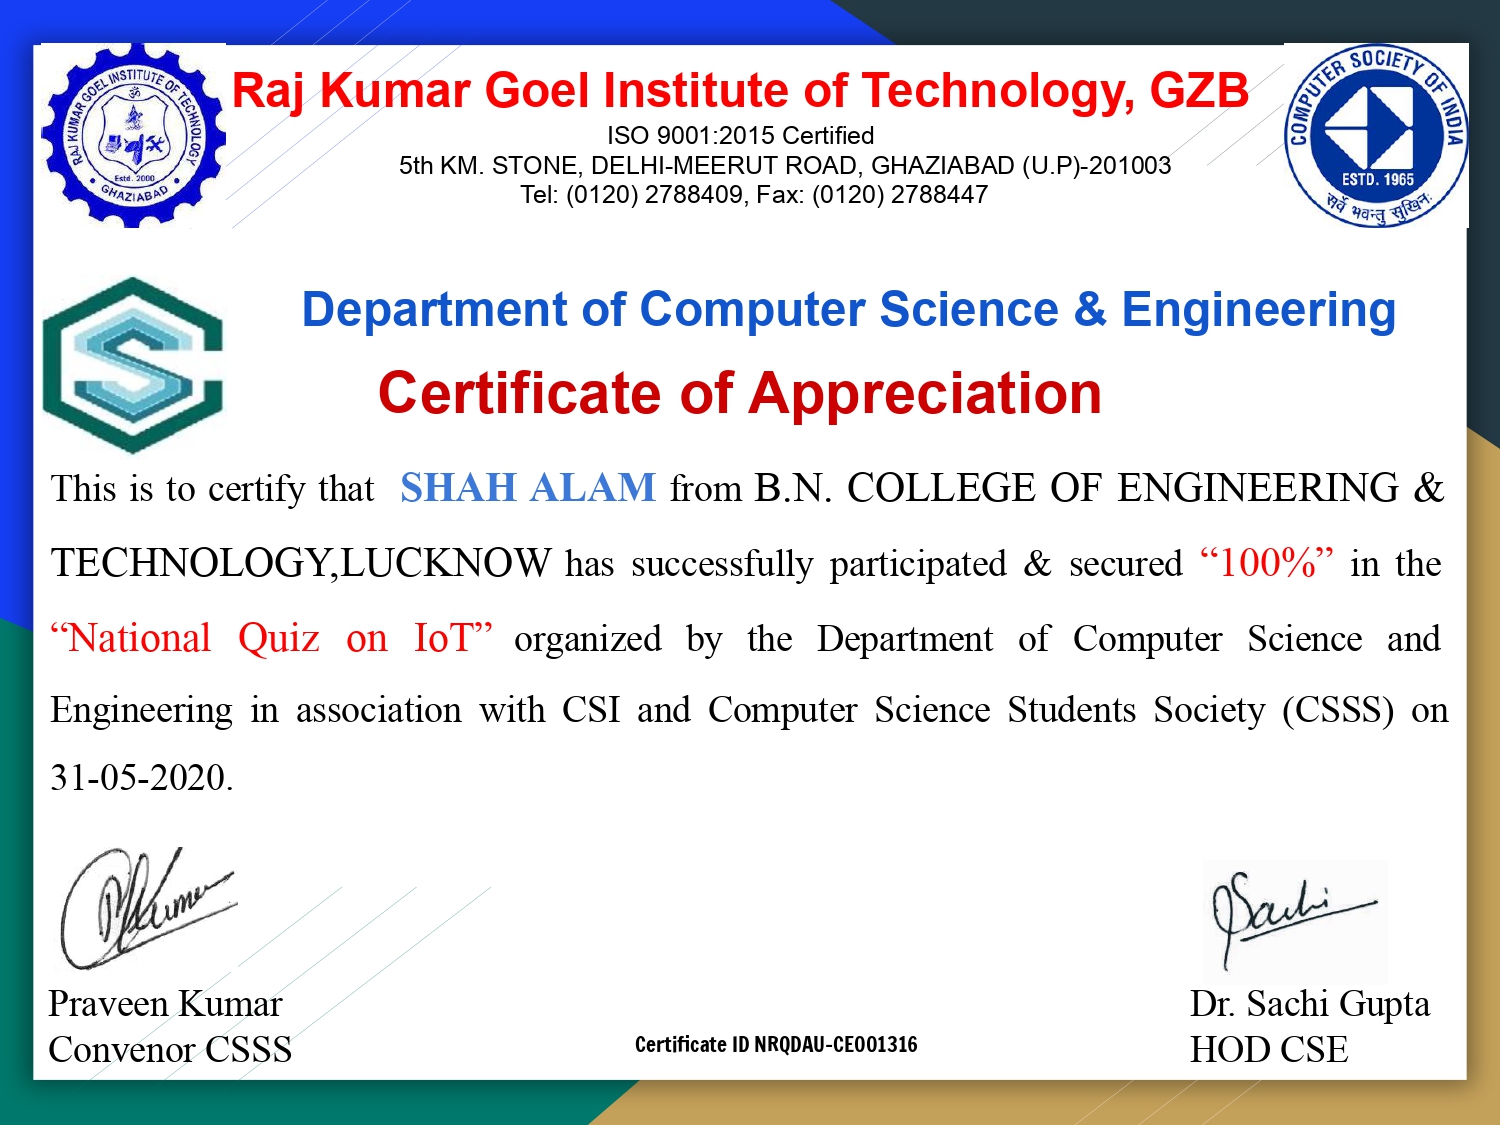 RAJ KUMAR GOEL INSTITUTE OF TECHNOLOGY
Estd. 2000
GHAZIABAD
Raj Kumar Goel Institute of Technology, GZB
ISO 9001:2015 Certified
5th KM. STONE, DELHI-MEERUT ROAD, GHAZIABAD (U.P)-201003
Tel: (0120) 2788409, Fax: (0120) 2788447
COMPUTER SOCIETY OF INDIA
ESTD. 1965
सर्वे भवन्तु सुखिनः
Department of Computer Science & Engineering
Certificate of Appreciation
This is to certify that SHAH ALAM from B.N. COLLEGE OF ENGINEERING &
TECHNOLOGY,LUCKNOW has successfully participated & secured “100%” in the
“National Quiz on IoT” organized by the Department of Computer Science and
Engineering in association with CSI and Computer Science Students Society (CSSS) on
31-05-2020.
PKumar
Sachi
Praveen Kumar
Convenor CSSS
Certificate ID NRQDAU-CE001316
Dr. Sachi Gupta
HOD CSE